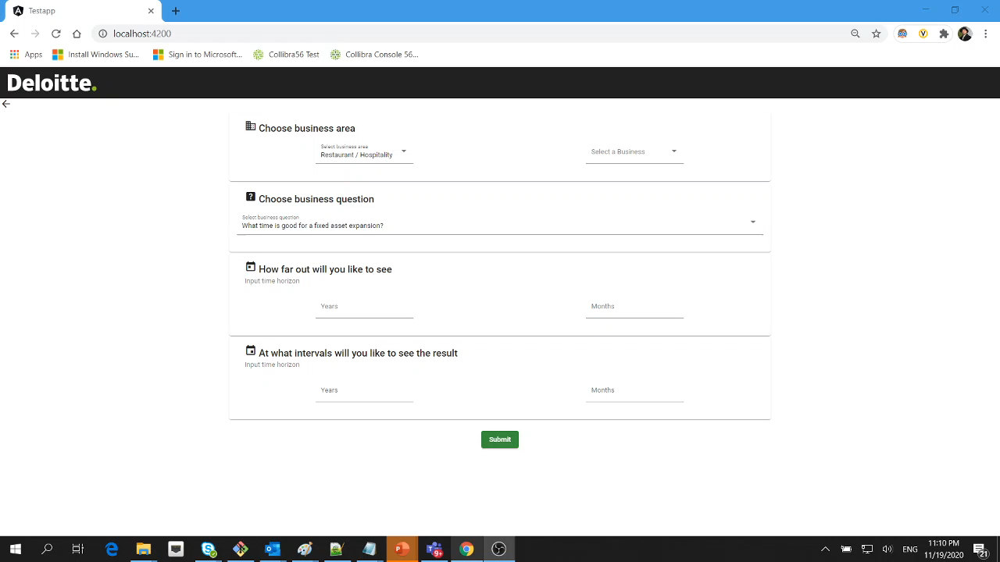 Testapp
localhost:4200
Apps
Install Windows Su...
Sign in to Microsoft...
Collibra56 Test
Collibra Console 56...
Deloitte.
Choose business area
Select business area
Restaurant / Hospitality
Select a Business
Choose business question
Select business question
What time is good for a fixed asset expansion?
How far out will you like to see
Input time horizon
Years
Months
At what intervals will you like to see the result
Input time horizon
Years
Months
Submit
11:10 PM
ENG
11/19/2020
21
9+